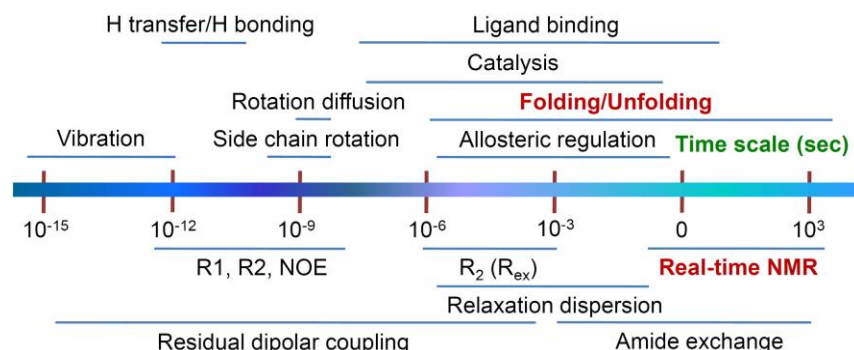 H transfer/H bonding Ligand binding
Catalysis
Rotation diffusion Folding/Unfolding
Vibration Side chain rotation Allosteric regulation Time scale (sec)
10⁻¹⁵ 10⁻¹² 10⁻⁹ 10⁻⁶ 10⁻³ 0 10³
R1, R2, NOE R₂ (Rₑₓ) Real-time NMR
Relaxation dispersion
Residual dipolar coupling Amide exchange